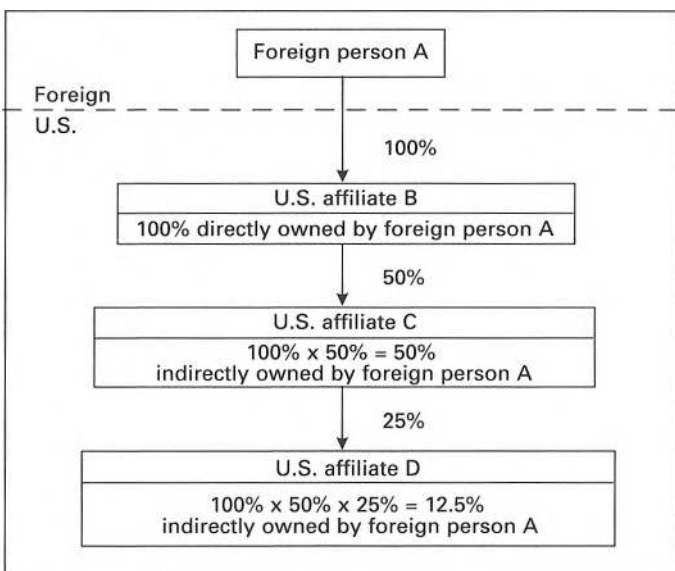 Foreign person A
Foreign
U.S.
100%
U.S. affiliate B
100% directly owned by foreign person A
50%
U.S. affiliate C
100% x 50% = 50%
indirectly owned by foreign person A
25%
U.S. affiliate D
100% x 50% x 25% = 12.5%
indirectly owned by foreign person A